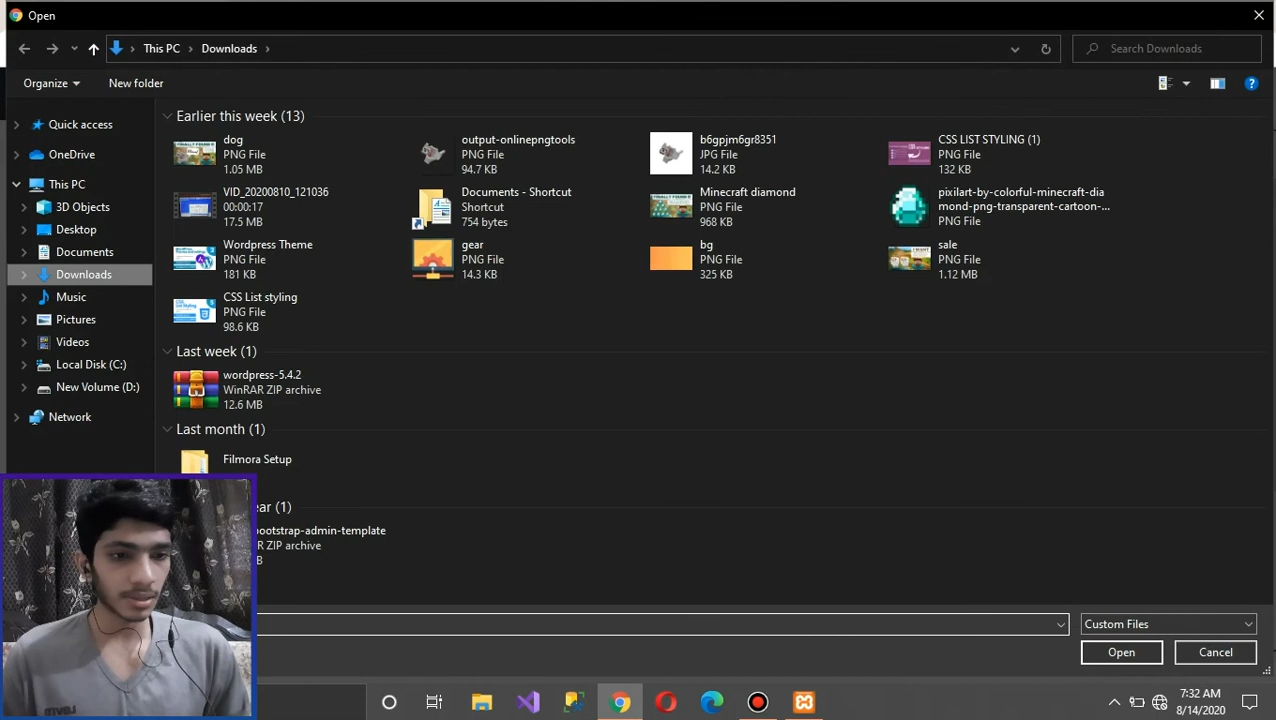 Open
This PC
Downloads
Search Downloads
Organize
New folder
Quick access
OneDrive
This PC
3D Objects
Desktop
Documents
Downloads
Music
Pictures
Videos
Local Disk (C:)
New Volume (D:)
Network
Earlier this week (13)
dog
PNG File
1.05 MB
output-onlinepngtools
PNG File
94.7 KB
b6gpjm6gr8351
JPG File
14.2 KB
CSS LIST STYLING (1)
PNG File
132 KB
VID_20200810_121036
00:00:17
17.5 MB
Documents - Shortcut
Shortcut
754 bytes
Minecraft diamond
PNG File
968 KB
pixilart-by-colorful-minecraft-dia
mond-png-transparent-cartoon-...
PNG File
Wordpress Theme
PNG File
181 KB
gear
PNG File
14.3 KB
bg
PNG File
325 KB
sale
PNG File
1.12 MB
CSS List styling
PNG File
98.6 KB
Last week (1)
wordpress-5.4.2
WinRAR ZIP archive
12.6 MB
Last month (1)
Filmora Setup
ear (1)
ootstrap-admin-template
AR ZIP archive
B
Custom Files
Open
Cancel
7:32 AM
8/14/2020